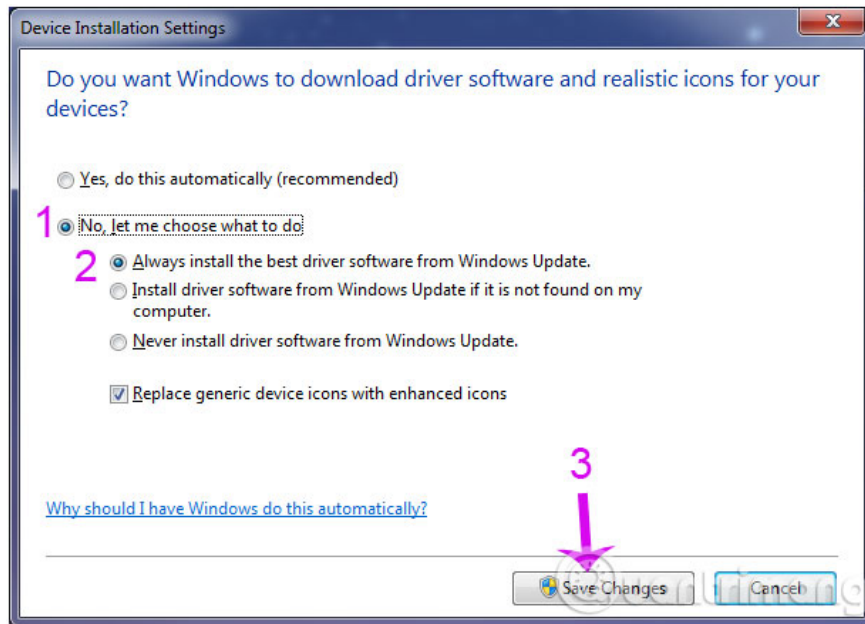 Device Installation Settings
Do you want Windows to download driver software and realistic icons for your
devices?
Yes, do this automatically (recommended)
1
No, let me choose what to do
2
Always install the best driver software from Windows Update.
Install driver software from Windows Update if it is not found on my
computer.
Never install driver software from Windows Update.
Replace generic device icons with enhanced icons
3
Why should I have Windows do this automatically?
Save Changes
Cancel
uantrimang